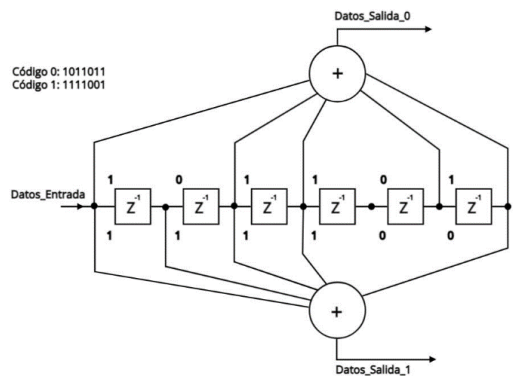 Datos_Salida_0
+
Código 0: 1011011
Código 1: 1111001
1 0 1 1 0 1
Datos_Entrada
Z⁻¹ Z⁻¹ Z⁻¹ Z⁻¹ Z⁻¹ Z⁻¹
1 1 1 1 0 0
+
Datos_Salida_1